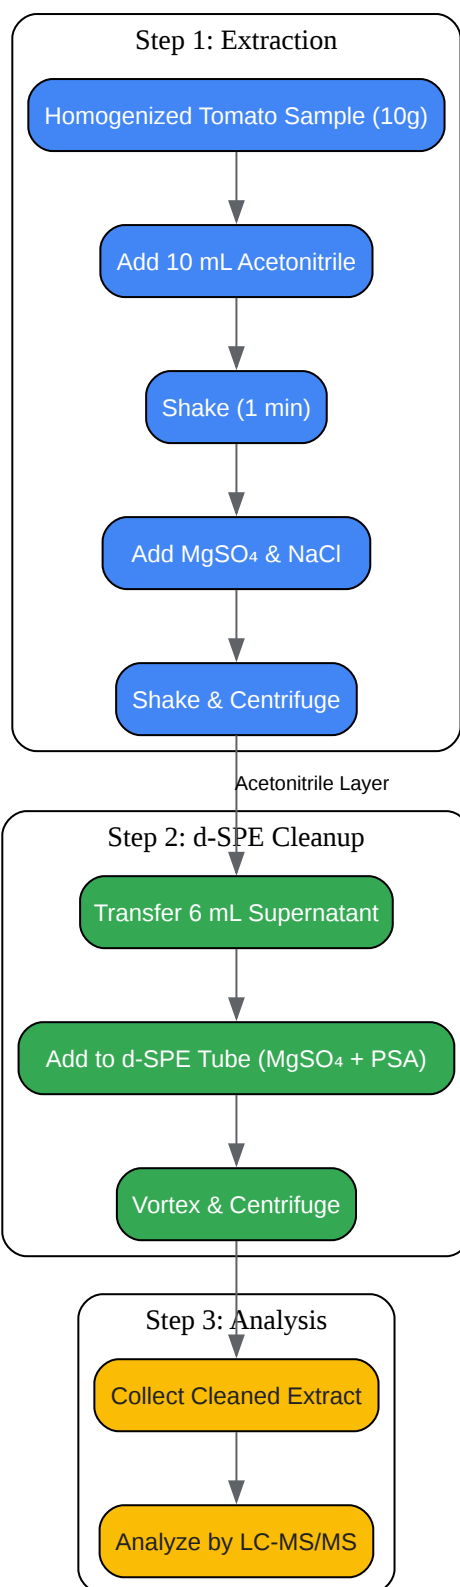 Step 1: Extraction
Homogenized Tomato Sample (10g)
Add 10 mL Acetonitrile
Shake (1 min)
Add MgSO₄ & NaCl
Shake & Centrifuge
Acetonitrile Layer
Step 2: d-SPE Cleanup
Transfer 6 mL Supernatant
Add to d-SPE Tube (MgSO₄ + PSA)
Vortex & Centrifuge
Step 3: Analysis
Collect Cleaned Extract
Analyze by LC-MS/MS